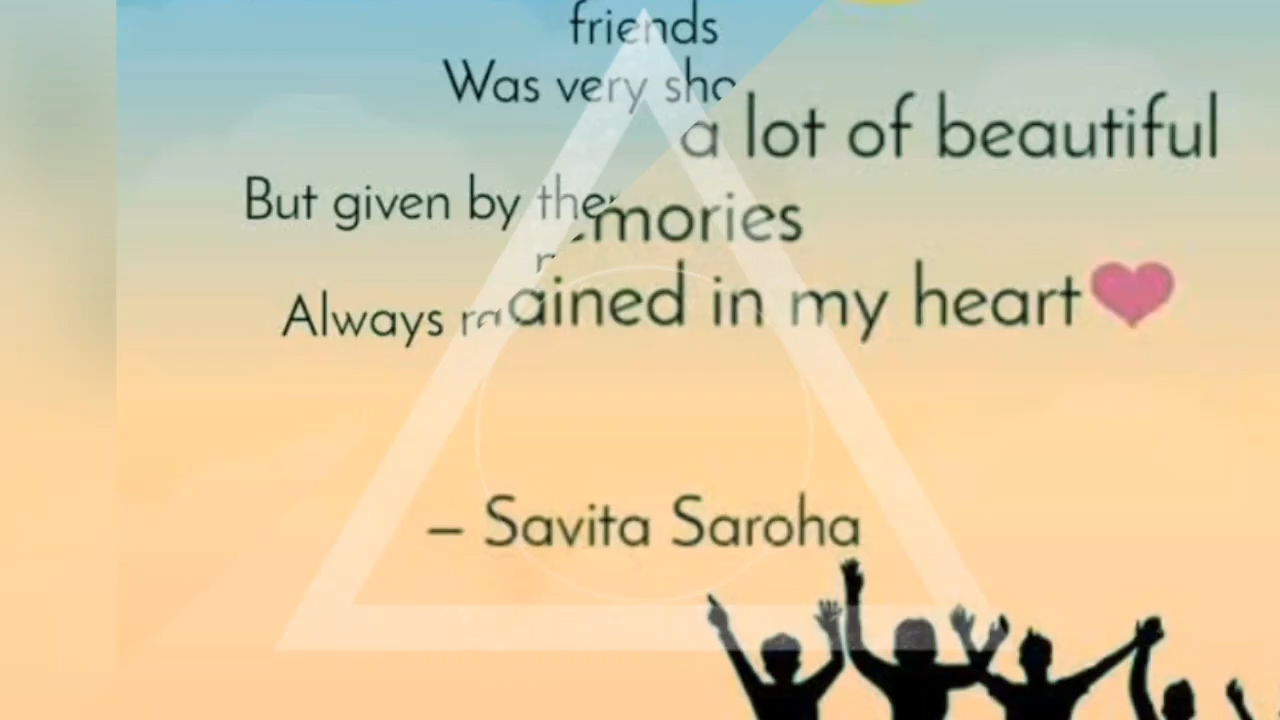 friends
Was very
a lot of beautiful
But given by
in my heart
Always
– Savita Saroha